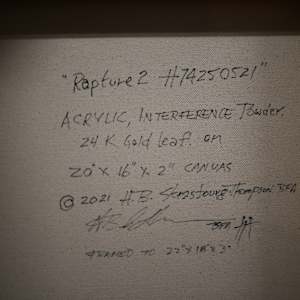 "Rapture 2 #74250521"
ACRYLIC, INTERFERENCE Powder,
24 K Gold Leaf on
20" X 16" X 2" CANVAS
© 2021 H.B. Thompson BFA
FRAMED TO 22" X 18" X 3"